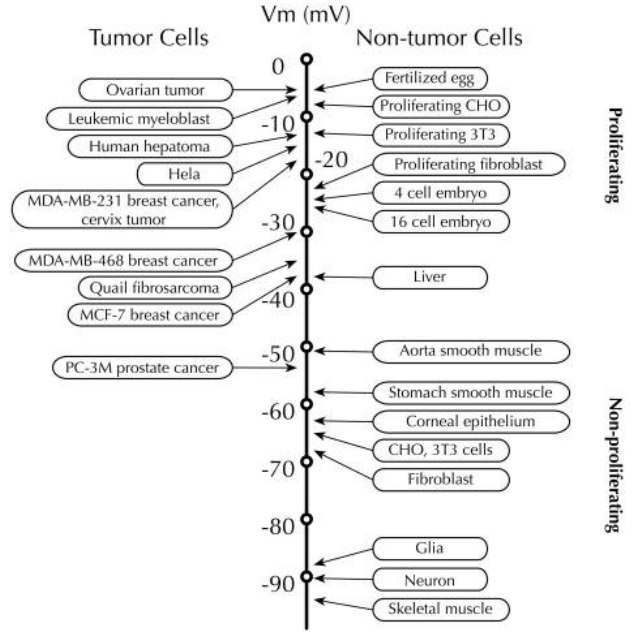 Vm (mV)
Tumor Cells
Non-tumor Cells
0
-10
-20
-30
-40
-50
-60
-70
-80
-90
Ovarian tumor
Leukemic myeloblast
Human hepatoma
Hela
MDA-MB-231 breast cancer,
cervix tumor
MDA-MB-468 breast cancer
Quail fibrosarcoma
MCF-7 breast cancer
PC-3M prostate cancer
Fertilized egg
Proliferating CHO
Proliferating 3T3
Proliferating fibroblast
4 cell embryo
16 cell embryo
Liver
Aorta smooth muscle
Stomach smooth muscle
Corneal epithelium
CHO, 3T3 cells
Fibroblast
Glia
Neuron
Skeletal muscle
Proliferating
Non-proliferating